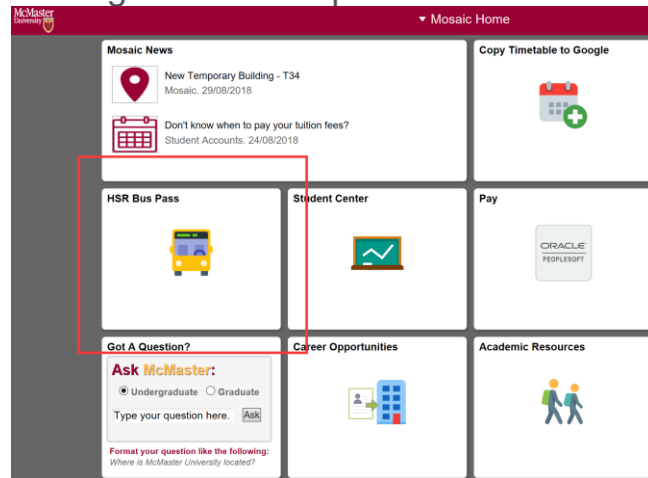 McMaster
University
Mosaic Home
Mosaic News
New Temporary Building - T34
Mosaic. 29/08/2018
Don't know when to pay your tuition fees?
Student Accounts. 24/08/2018
Copy Timetable to Google
HSR Bus Pass
Student Center
Pay
ORACLE
PEOPLESOFT
Got A Question?
Ask McMaster:
Undergraduate Graduate
Type your question here. Ask
Format your question like the following:
Where is McMaster University located?
Career Opportunities
Academic Resources